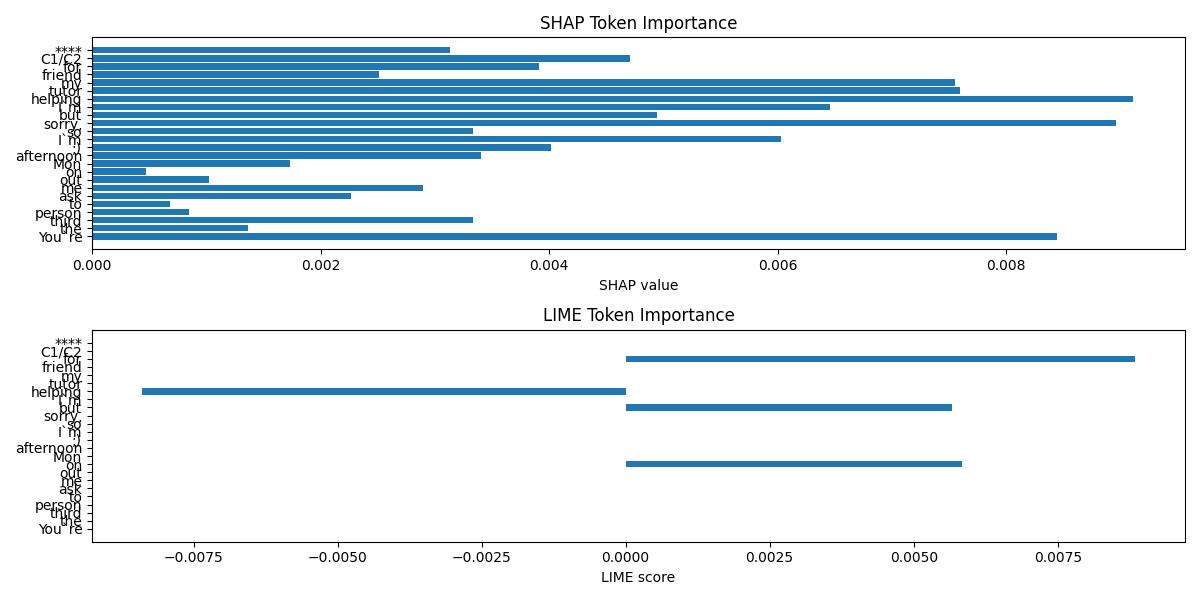 SHAP Token Importance
****
C1/C2
for
friend
my
tutor
helping
I`m
but
sorry,
so
I`m
;)
afternoon
Mon
on
out
me
ask
to
person
third
the
You`re
0.000 0.002 0.004 0.006 0.008
SHAP value
LIME Token Importance
****
C1/C2
for
friend
my
tutor
helping
I`m
but
sorry,
so
I`m
;)
afternoon
Mon
on
out
me
ask
to
person
third
the
You`re
−0.0075 −0.0050 −0.0025 0.0000 0.0025 0.0050 0.0075
LIME score